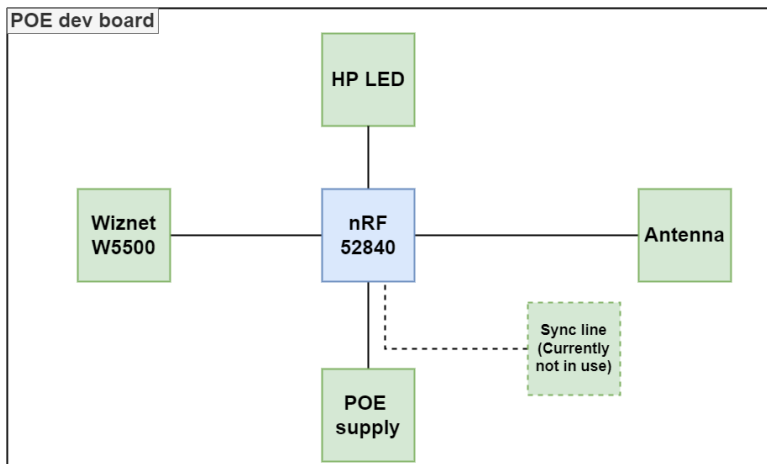 POE dev board
HP LED
Wiznet
W5500
nRF
52840
Antenna
Sync line
(Currently
not in use)
POE
supply